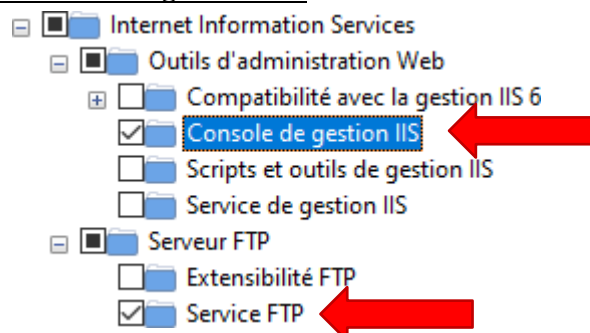 Internet Information Services
Outils d'administration Web
Compatibilité avec la gestion IIS 6
Console de gestion IIS
Scripts et outils de gestion IIS
Service de gestion IIS
Serveur FTP
Extensibilité FTP
Service FTP